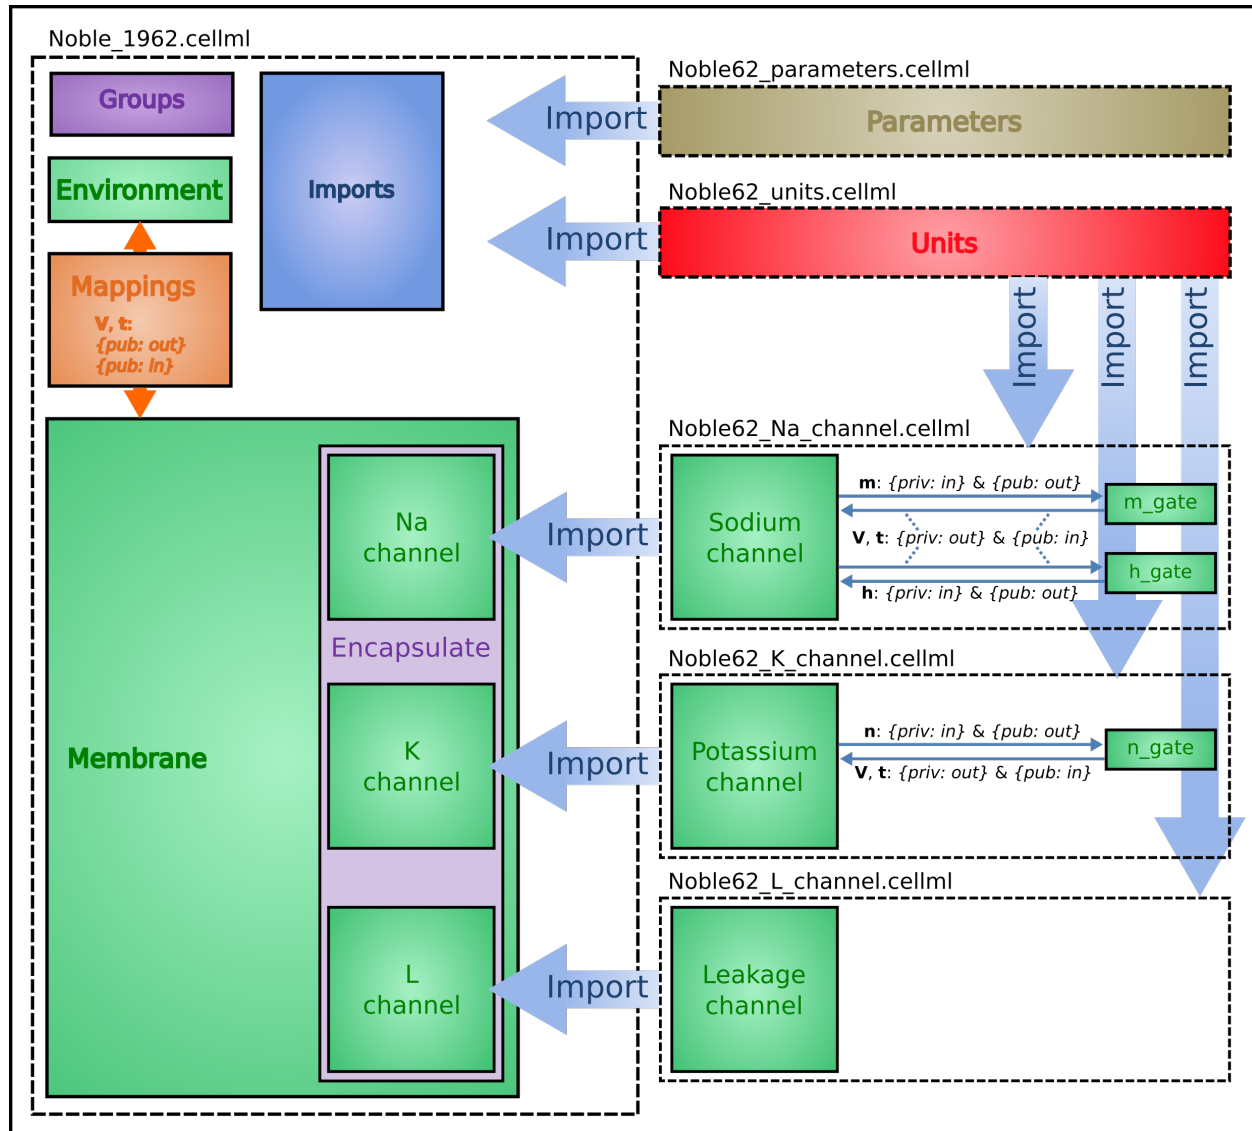 Noble_1962.cellml
Groups
Environment
Mappings
V, t:
{pub: out}
{pub: in}
Imports
Membrane
Na
channel
Encapsulate
K
channel
L
channel
Noble62_parameters.cellml
Import
Parameters
Noble62_units.cellml
Import
Units
Import
Import
Import
Noble62_Na_channel.cellml
Import
Sodium
channel
m: {priv: in} & {pub: out}
m_gate
V, t: {priv: out} & {pub: in}
h_gate
h: {priv: in} & {pub: out}
Noble62_K_channel.cellml
Import
Potassium
channel
n: {priv: in} & {pub: out}
n_gate
V, t: {priv: out} & {pub: in}
Noble62_L_channel.cellml
Import
Leakage
channel